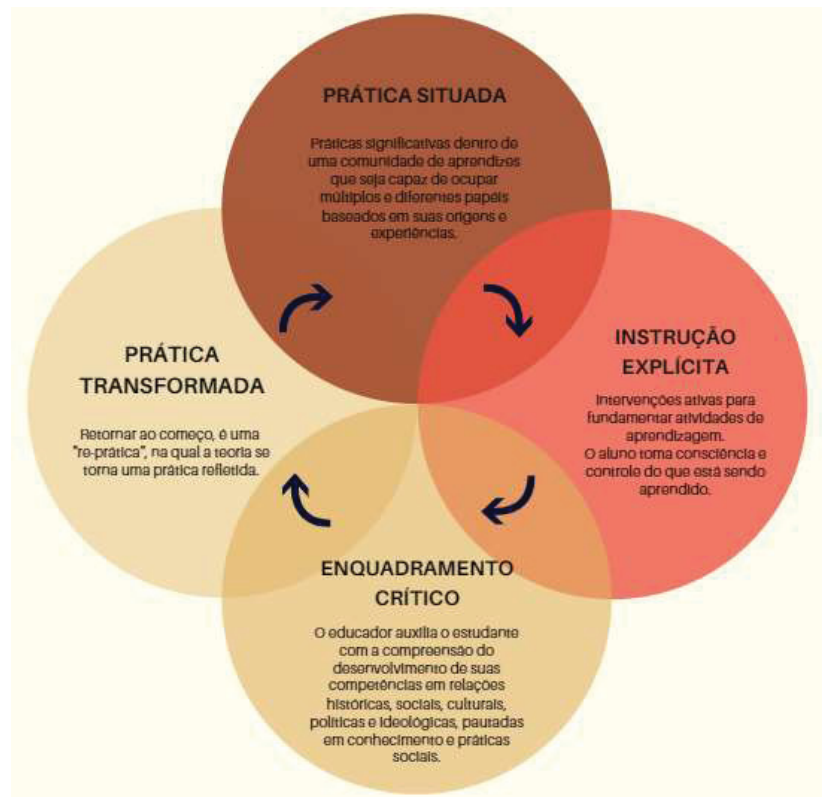 PRÁTICA SITUADA
Práticas significativas dentro de
uma comunidade de aprendizes
que seja capaz de ocupar
múltiplos e diferentes papéis
baseados em suas origens e
experiências.
INSTRUÇÃO
EXPLÍCITA
Intervenções ativas para
fundamentar atividades de
aprendizagem.
O aluno toma consciência e
controle do que está sendo
aprendido.
ENQUADRAMENTO
CRÍTICO
O educador auxilia o estudante
com a compreensão do
desenvolvimento de suas
competências em relações
históricas, sociais, culturais,
políticas e ideológicas, pautadas
em conhecimento e práticas
sociais.
PRÁTICA
TRANSFORMADA
Retornar ao começo, é uma
"re-prática", na qual a teoria se
torna uma prática refletida.